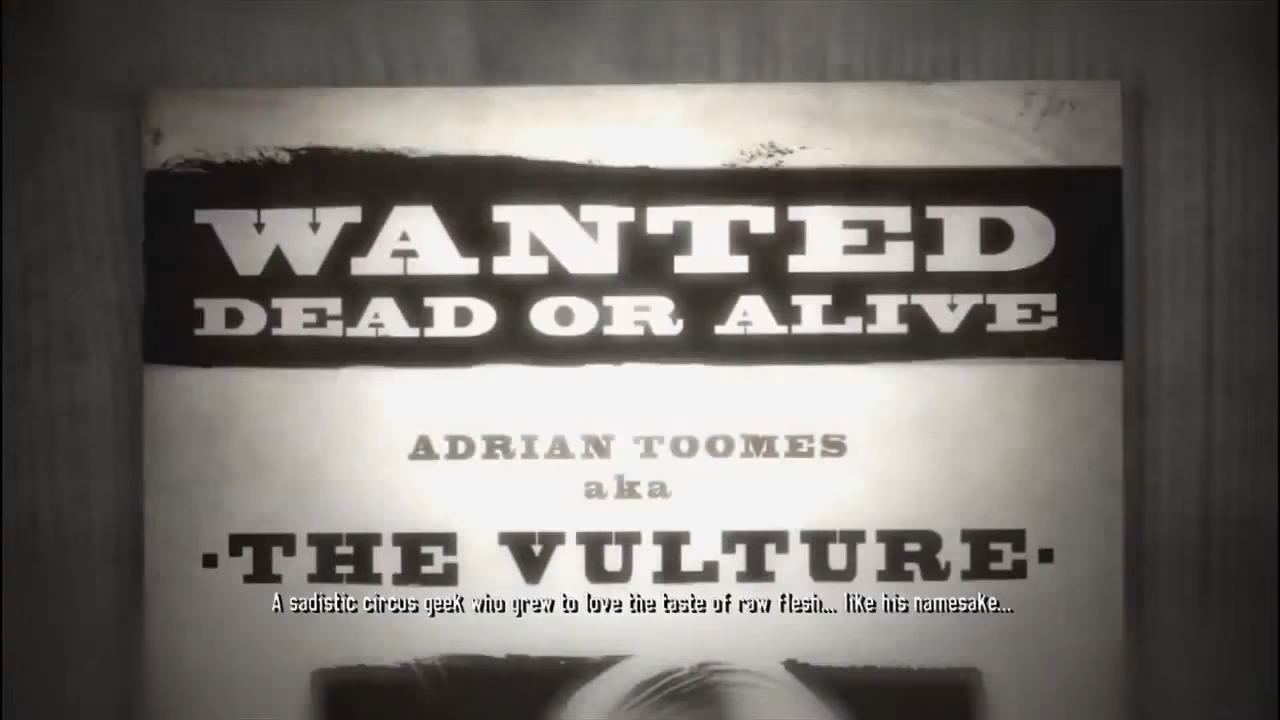 WANTED
DEAD OR ALIVE
ADRIAN TOOMES
aka
·THE VULTURE·
A sadistic circus geek who grew to love the taste of raw flesh... like his namesake...